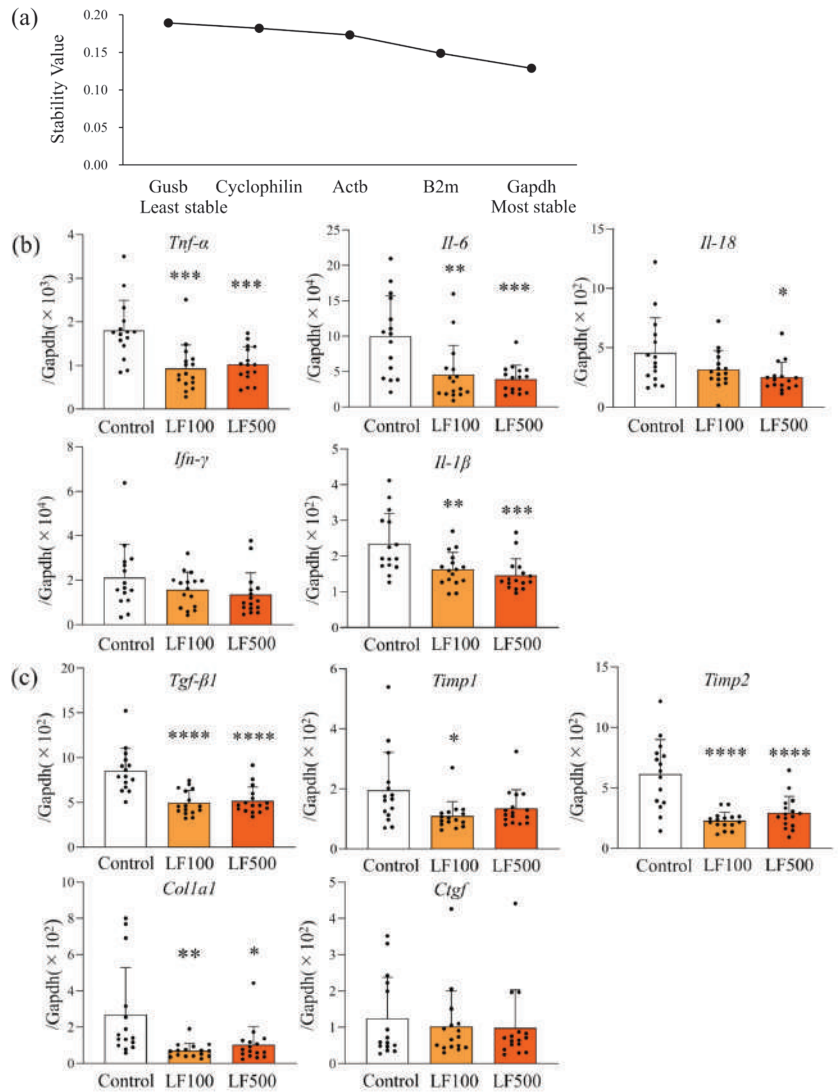 (a)
Stability Value
0.20
0.15
0.10
0.05
0.00
Gusb Cyclophilin Actb B2m Gapdh
Least stable Most stable
(b)
Tnf-α
/Gapdh( × 10³)
4
3
2
1
0
***
***
Control LF100 LF500
Il-6
/Gapdh( × 10⁴)
25
20
15
10
5
0
**
***
Control LF100 LF500
Il-18
/Gapdh( × 10²)
15
10
5
0
*
Control LF100 LF500
Ifn-γ
/Gapdh( × 10⁴)
8
6
4
2
0
Control LF100 LF500
Il-1β
/Gapdh( × 10²)
5
4
3
2
1
0
**
***
Control LF100 LF500
(c)
Tgf-β1
/Gapdh( × 10²)
20
15
10
5
0
****
****
Control LF100 LF500
Timp1
/Gapdh( × 10²)
6
4
2
0
*
Control LF100 LF500
Timp2
/Gapdh( × 10²)
15
10
5
0
****
****
Control LF100 LF500
Col1a1
/Gapdh( × 10²)
10
8
6
4
2
0
**
*
Control LF100 LF500
Ctgf
/Gapdh( × 10²)
5
4
3
2
1
0
Control LF100 LF500